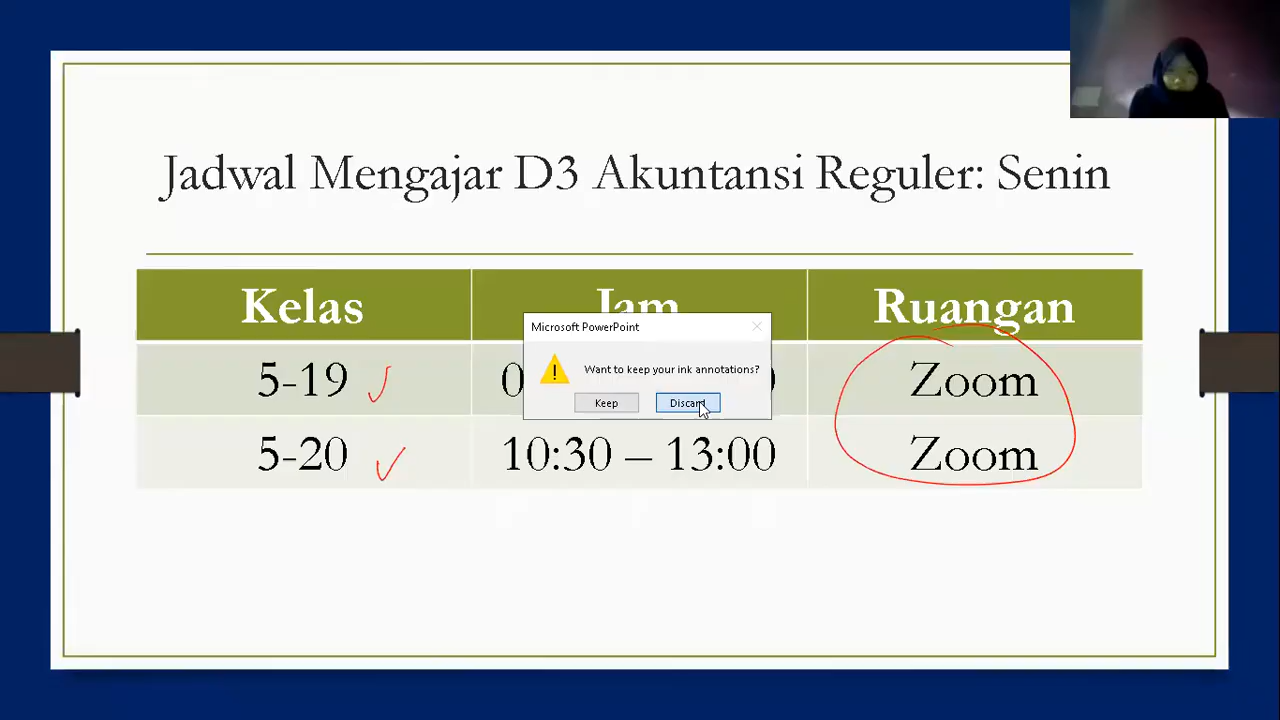 Jadwal Mengajar D3 Akuntansi Reguler: Senin
Kelas Jam Ruangan
Microsoft PowerPoint
Want to keep your ink annotations?
Keep Discard
5-19 Zoom
5-20 10:30 – 13:00 Zoom